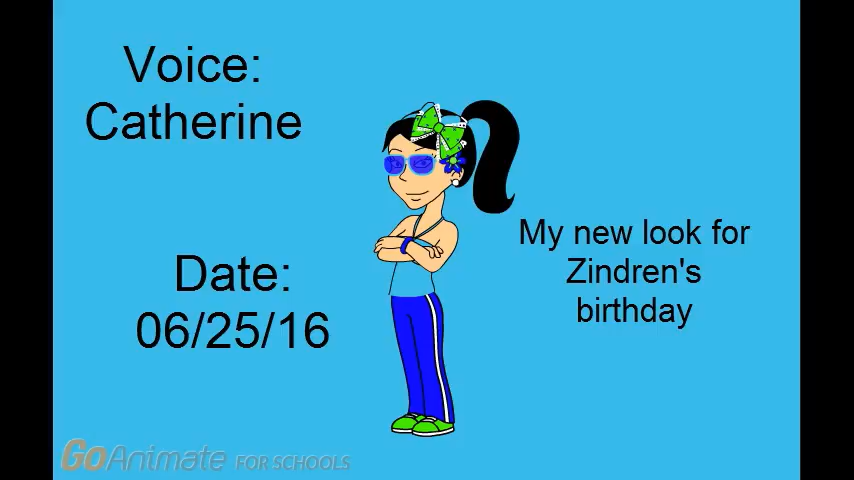 Voice:
Catherine
Date:
06/25/16
My new look for
Zindren's
birthday
GoAnimate FOR SCHOOLS